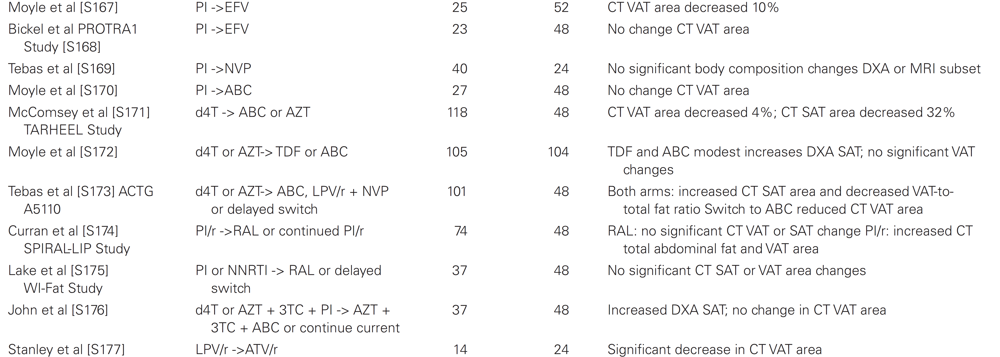 Moyle et al [S167] PI ->EFV 25 52 CT VAT area decreased 10%
Bickel et al PROTRA1 PI ->EFV 23 48 No change CT VAT area
Study [S168]
Tebas et al [S169] PI ->NVP 40 24 No significant body composition changes DXA or MRI subset
Moyle et al [S170] PI ->ABC 27 48 No change CT VAT area
McComsey et al [S171] d4T -> ABC or AZT 118 48 CT VAT area decreased 4%; CT SAT area decreased 32%
TARHEEL Study
Moyle et al [S172] d4T or AZT-> TDF or ABC 105 104 TDF and ABC modest increases DXA SAT; no significant VAT
changes
Tebas et al [S173] ACTG d4T or AZT-> ABC, LPV/r + NVP 101 48 Both arms: increased CT SAT area and decreased VAT-to-
A5110 or delayed switch total fat ratio Switch to ABC reduced CT VAT area
Curran et al [S174] PI/r ->RAL or continued PI/r 74 48 RAL: no significant CT VAT or SAT change PI/r: increased CT
SPIRAL-LIP Study total abdominal fat and VAT area
Lake et al [S175] PI or NNRTI -> RAL or delayed 37 48 No significant CT SAT or VAT area changes
WI-Fat Study switch
John et al [S176] d4T or AZT + 3TC + PI -> AZT + 37 48 Increased DXA SAT; no change in CT VAT area
3TC + ABC or continue current
Stanley et al [S177] LPV/r ->ATV/r 14 24 Significant decrease in CT VAT area